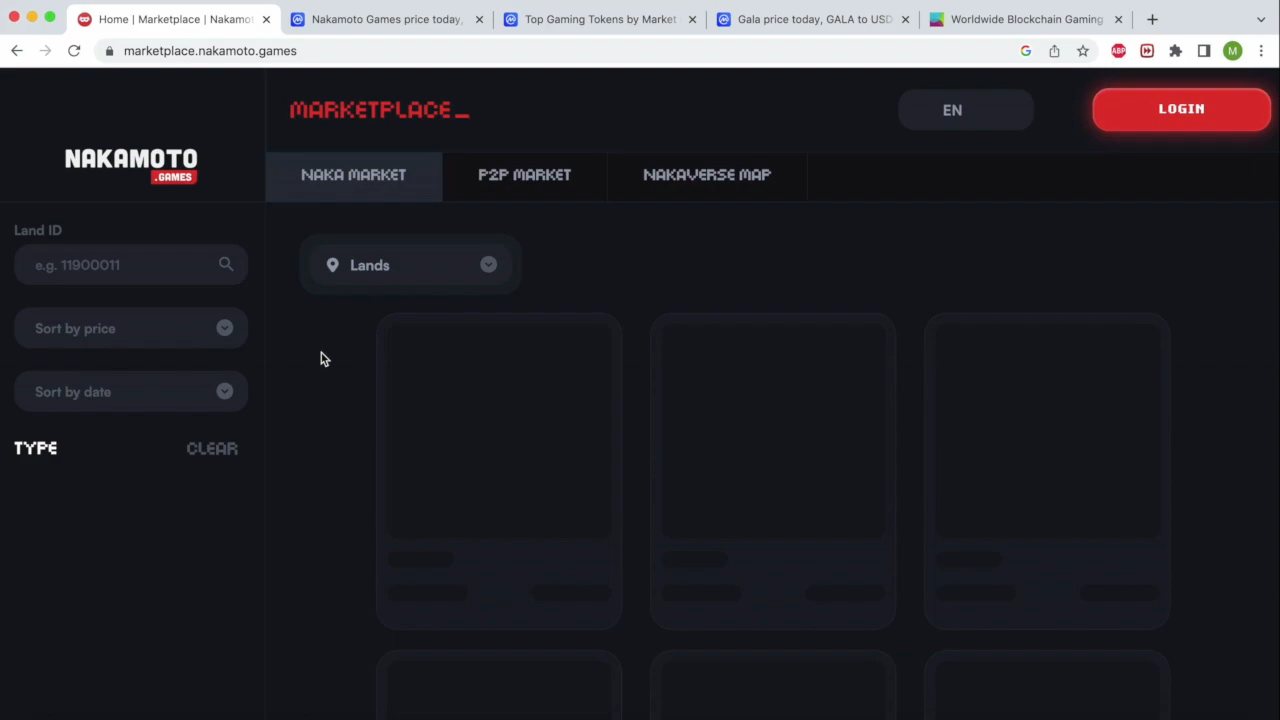 Home | Marketplace | Nakamot
Nakamoto Games price today,
Top Gaming Tokens by Market
Gala price today, GALA to USD
Worldwide Blockchain Gaming
marketplace.nakamoto.games
G
ABP
M
MARKETPLACE_
EN
LOGIN
NAKAMOTO
.GAMES
NAKA MARKET
P2P MARKET
NAKAVERSE MAP
Land ID
e.g. 11900011
Lands
Sort by price
Sort by date
TYPE
CLEAR